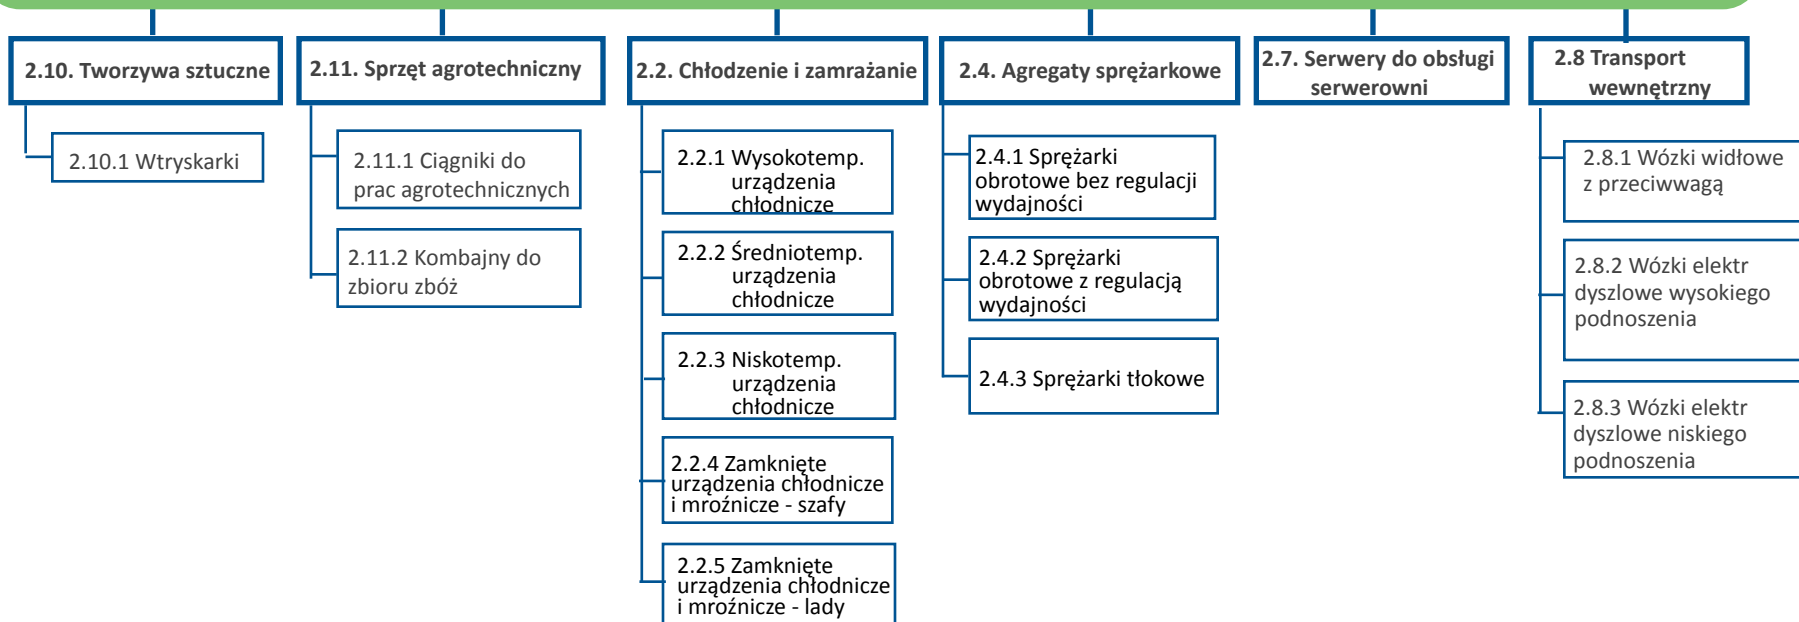 2.10. Tworzywa sztuczne
2.10.1 Wtryskarki
2.11. Sprzęt agrotechniczny
2.11.1 Ciągniki do
prac agrotechnicznych
2.11.2 Kombajny do
zbioru zbóż
2.2. Chłodzenie i zamrażanie
2.2.1 Wysokotemp.
urządzenia
chłodnicze
2.2.2 Średniotemp.
urządzenia
chłodnicze
2.2.3 Niskotemp.
urządzenia
chłodnicze
2.2.4 Zamknięte
urządzenia chłodnicze
i mroźnicze - szafy
2.2.5 Zamknięte
urządzenia chłodnicze
i mroźnicze - lady
2.4. Agregaty sprężarkowe
2.4.1 Sprężarki
obrotowe bez regulacji
wydajności
2.4.2 Sprężarki
obrotowe z regulacją
wydajności
2.4.3 Sprężarki tłokowe
2.7. Serwery do obsługi
serwerowni
2.8 Transport
wewnętrzny
2.8.1 Wózki widłowe
z przeciwwagą
2.8.2 Wózki elektr
dyszlowe wysokiego
podnoszenia
2.8.3 Wózki elektr
dyszlowe niskiego
podnoszenia